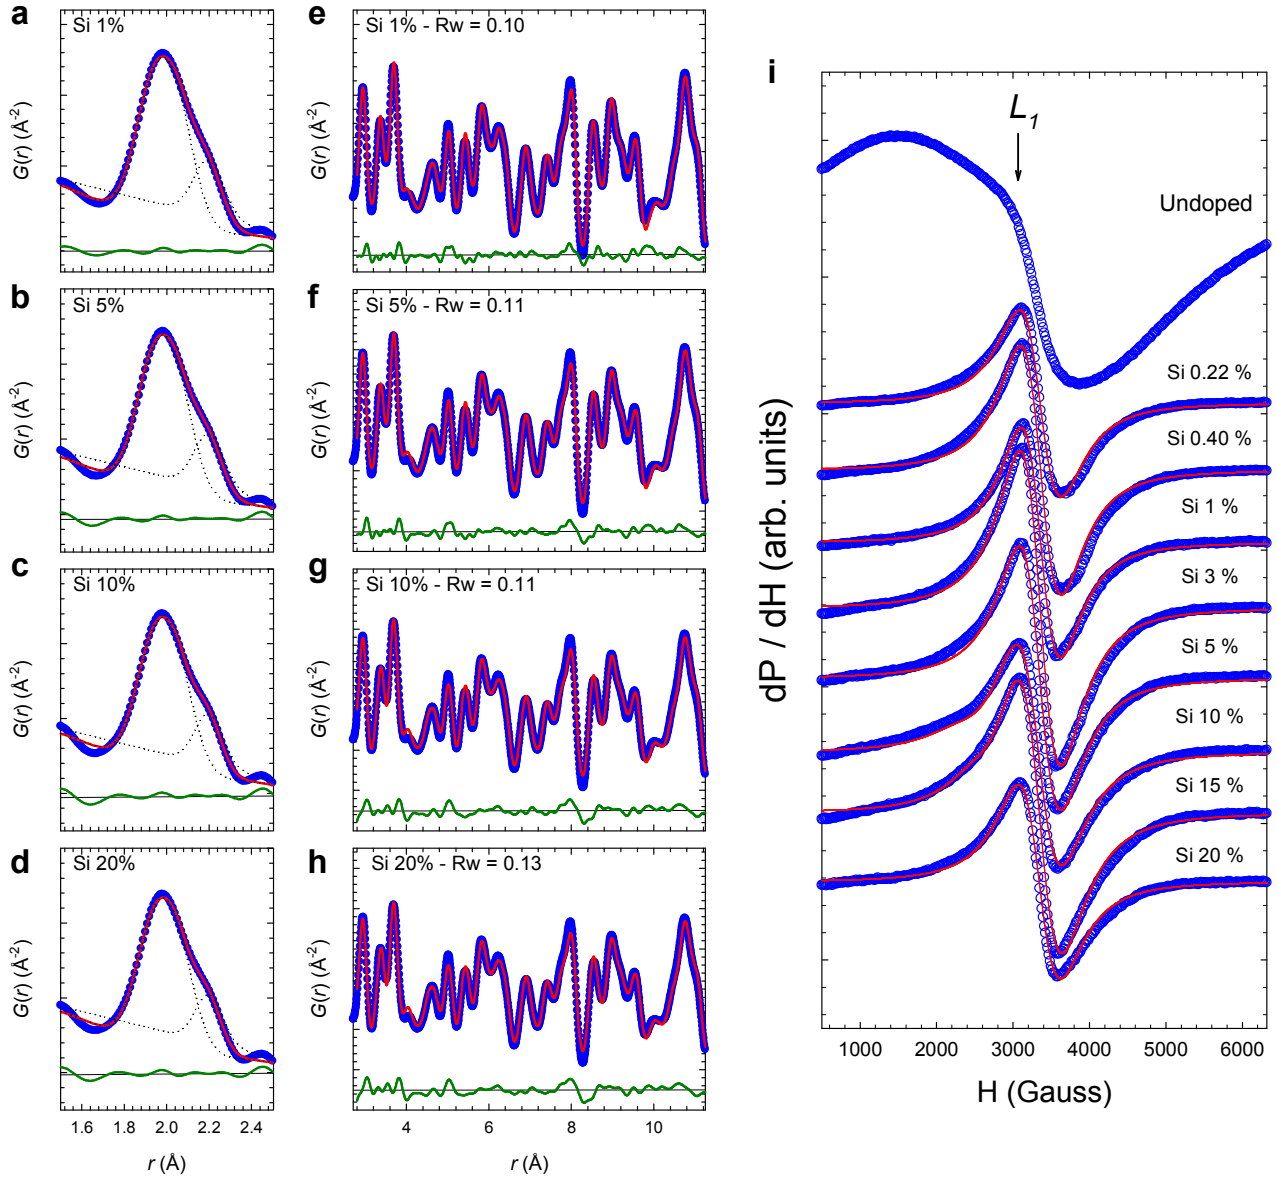 a
Si 1%
G(r) (Å-2)
b
Si 5%
G(r) (Å-2)
c
Si 10%
G(r) (Å-2)
d
Si 20%
G(r) (Å-2)
1.6 1.8 2.0 2.2 2.4
r (Å)
e
Si 1% - Rw = 0.10
G(r) (Å-2)
f
Si 5% - Rw = 0.11
G(r) (Å-2)
g
Si 10% - Rw = 0.11
G(r) (Å-2)
h
Si 20% - Rw = 0.13
G(r) (Å-2)
4 6 8 10
r (Å)
i
L1
Undoped
Si 0.22 %
Si 0.40 %
Si 1 %
Si 3 %
Si 5 %
Si 10 %
Si 15 %
Si 20 %
dP / dH (arb. units)
1000 2000 3000 4000 5000 6000
H (Gauss)